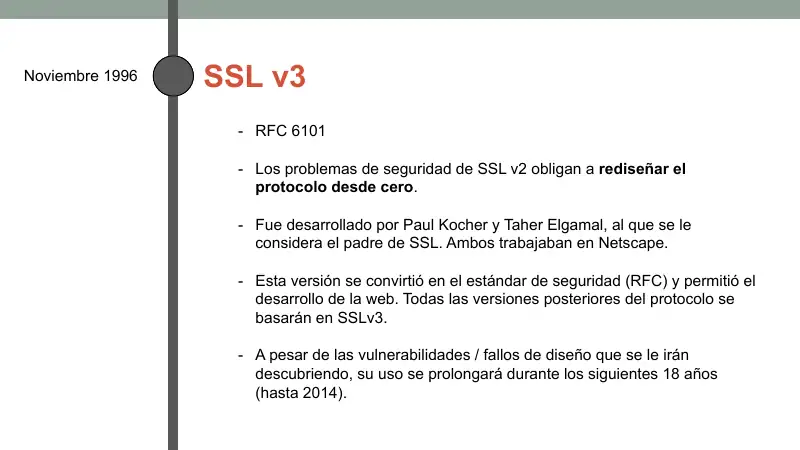 Noviembre 1996
SSL v3
- RFC 6101
- Los problemas de seguridad de SSL v2 obligan a rediseñar el
protocolo desde cero.
- Fue desarrollado por Paul Kocher y Taher Elgamal, al que se le
considera el padre de SSL. Ambos trabajaban en Netscape.
- Esta versión se convirtió en el estándar de seguridad (RFC) y permitió el
desarrollo de la web. Todas las versiones posteriores del protocolo se
basarán en SSLv3.
- A pesar de las vulnerabilidades / fallos de diseño que se le irán
descubriendo, su uso se prolongará durante los siguientes 18 años
(hasta 2014).